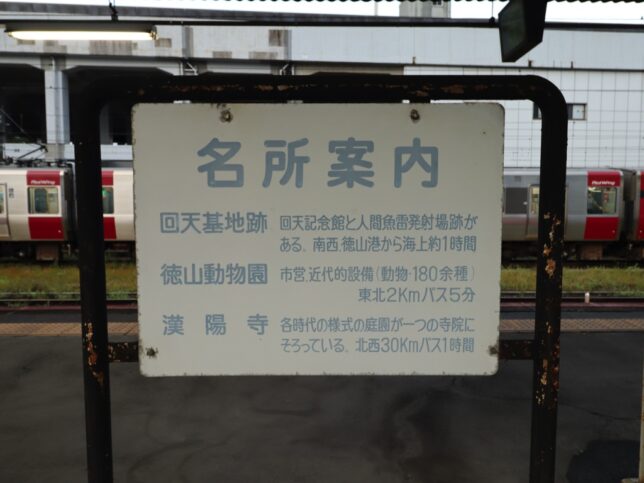 名所案内
回天基地跡 回天記念館と人間魚雷発射場跡が
ある。南西、徳山港から海上約1時間
徳山動物園 市営、近代的設備(動物・180余種)
東北2Kmバス5分
漢陽寺 各時代の様式の庭園が一つの寺院に
そろっている。北西30Kmバス1時間
Red Wing